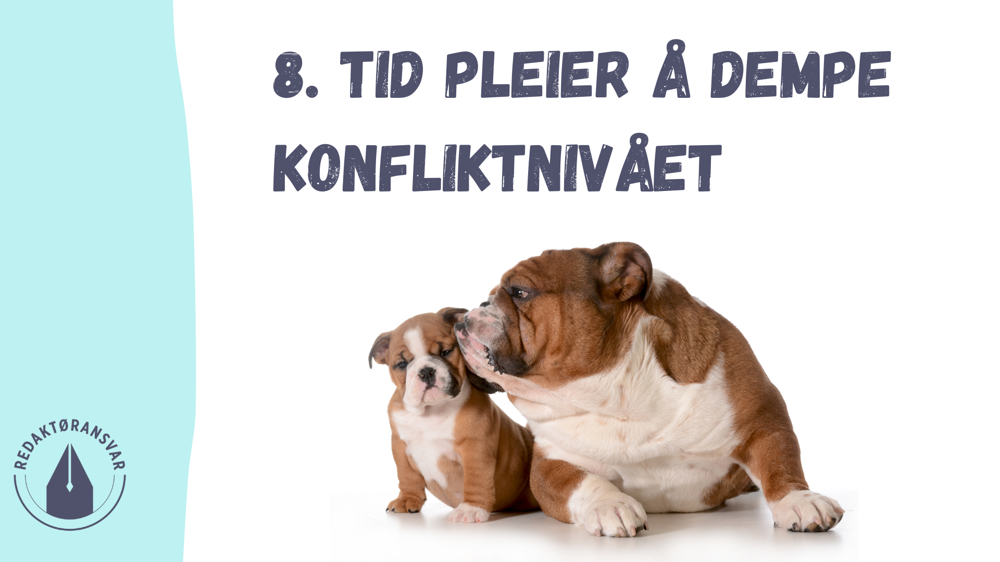 8. TID PLEIER Å DEMPE
KONFLIKTNIVÅET
REDAKTØRANSVAR